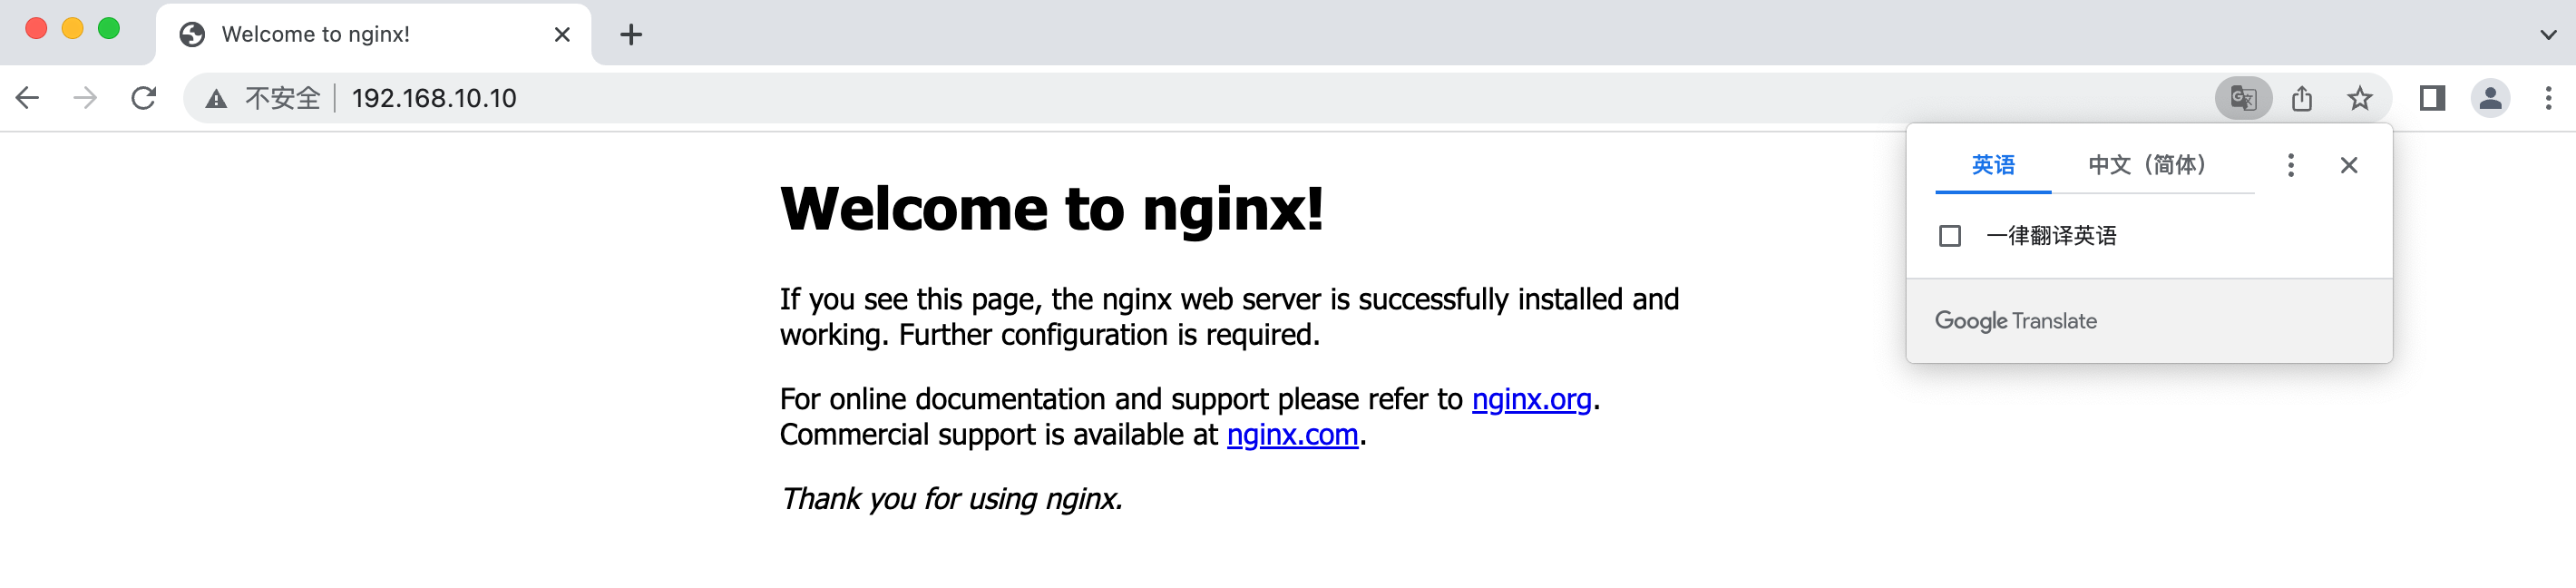 Welcome to nginx!
不安全 192.168.10.10
英语 中文（简体）
一律翻译英语
Google Translate
Welcome to nginx!
If you see this page, the nginx web server is successfully installed and
working. Further configuration is required.
For online documentation and support please refer to nginx.org.
Commercial support is available at nginx.com.
Thank you for using nginx.